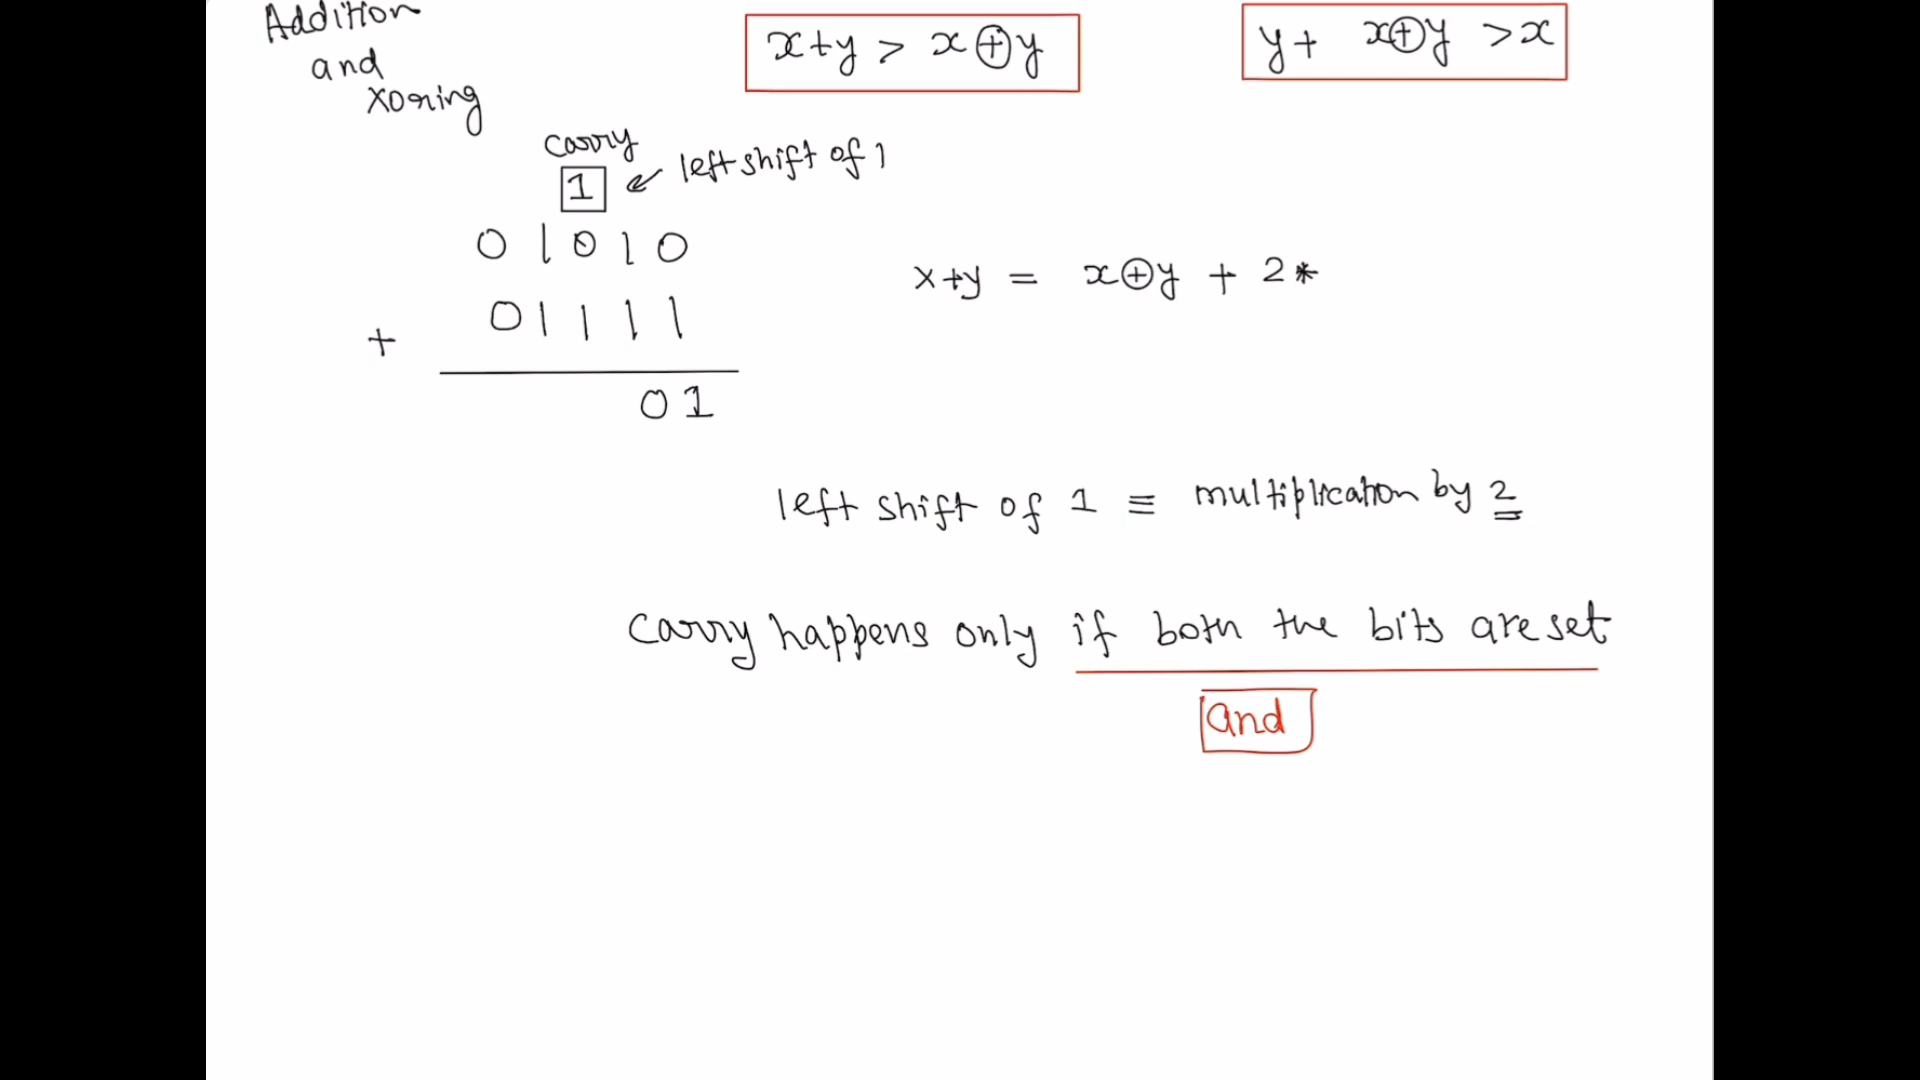 Addition
and
xoring
x+y > x⊕y
y+ x⊕y >x
carry
1
left shift of 1
0 1 0 1 0
+ 0 1 1 1 1
0 1
x+y = x⊕y + 2*
left shift of 1 ≡ multiplication by 2
Carry happens only if both the bits are set
and